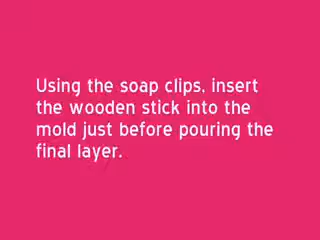 Using the soap clips, insert
the wooden stick into the
mold just before pouring the
final layer.